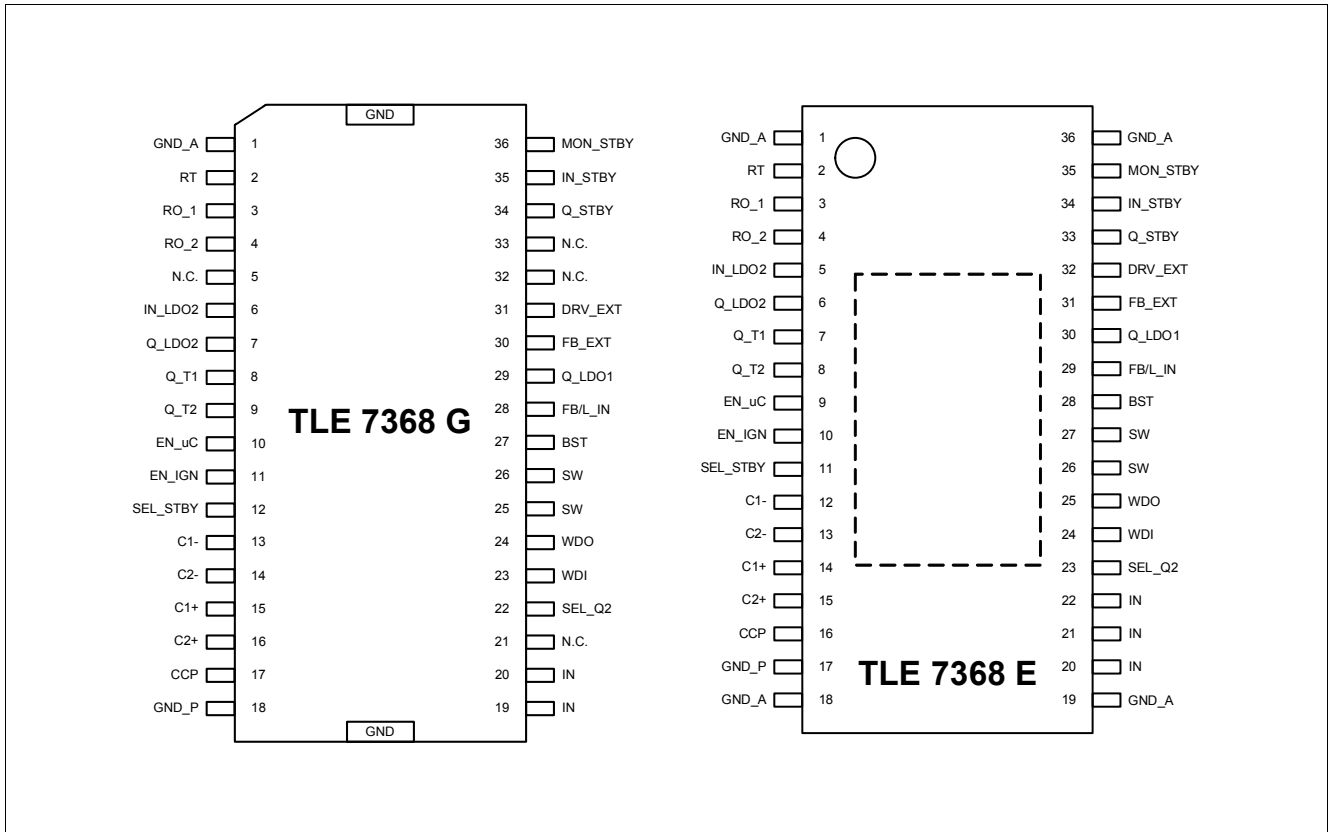 GND
GND_A 1 36 MON_STBY
RT 2 35 IN_STBY
RO_1 3 34 Q_STBY
RO_2 4 33 N.C.
N.C. 5 32 N.C.
IN_LDO2 6 31 DRV_EXT
Q_LDO2 7 30 FB_EXT
Q_T1 8 29 Q_LDO1
Q_T2 9 28 FB/L_IN
TLE 7368 G
EN_uC 10 27 BST
EN_IGN 11 26 SW
SEL_STBY 12 25 SW
C1- 13 24 WDO
C2- 14 23 WDI
C1+ 15 22 SEL_Q2
C2+ 16 21 N.C.
CCP 17 20 IN
GND_P 18 19 IN
GND
GND_A 1 36 GND_A
RT 2 35 MON_STBY
RO_1 3 34 IN_STBY
RO_2 4 33 Q_STBY
IN_LDO2 5 32 DRV_EXT
Q_LDO2 6 31 FB_EXT
Q_T1 7 30 Q_LDO1
Q_T2 8 29 FB/L_IN
EN_uC 9 28 BST
EN_IGN 10 27 SW
SEL_STBY 11 26 SW
C1- 12 25 WDO
C2- 13 24 WDI
C1+ 14 23 SEL_Q2
C2+ 15 22 IN
CCP 16 21 IN
GND_P 17 20 IN
TLE 7368 E
GND_A 18 19 GND_A